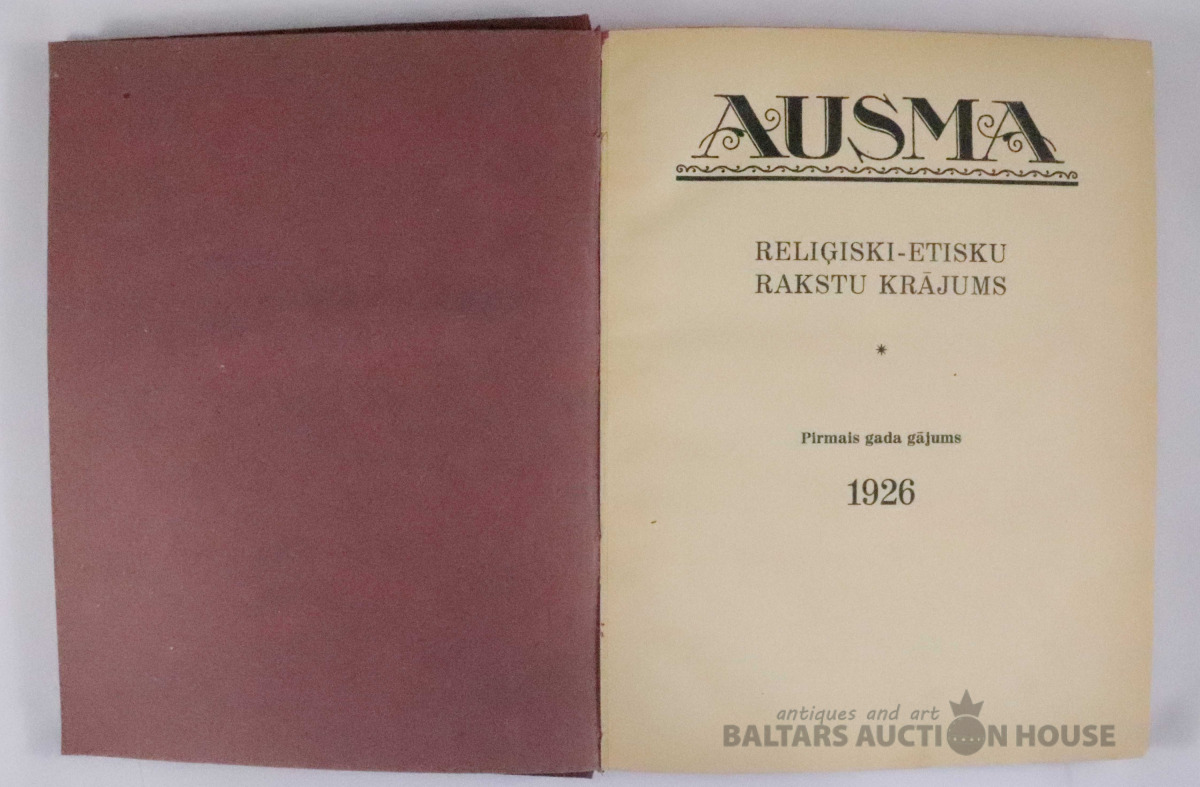 AUSMA
RELIĢISKI-ETISKU
RAKSTU KRĀJUMS
*
Pirmais gada gājums
1926
antiques and art
BALTARS AUCTION HOUSE